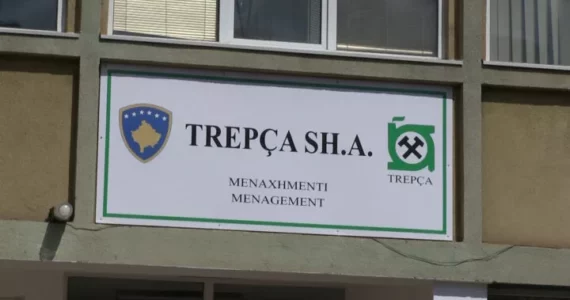 TREPÇA SH.A.
TREPÇA
MENAXHMENTI
MENAGEMENT